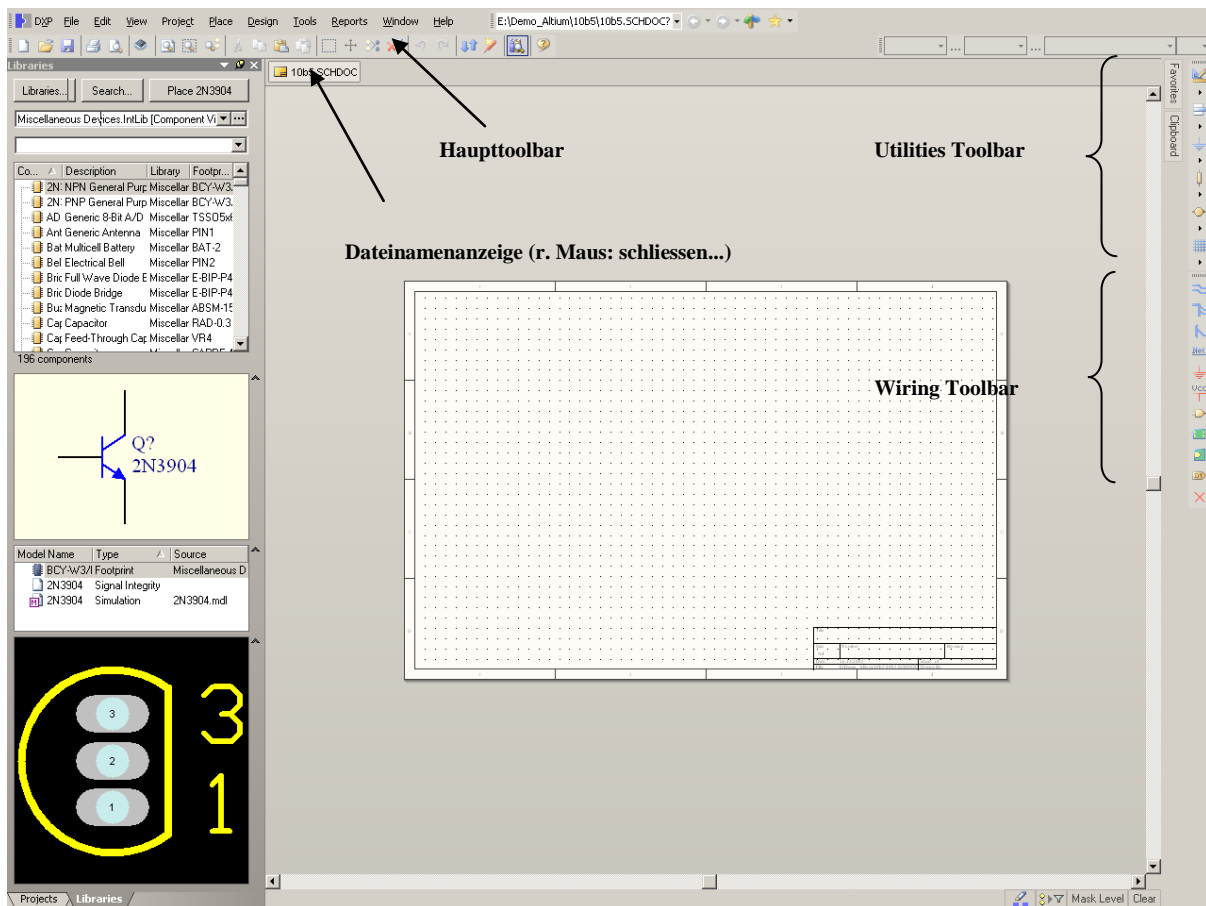 DXP File Edit View Project Place Design Tools Reports Window Help E:\Demo_Altium\10b5\10b5.SCHDOC?
Libraries
10b5.SCHDOC
Libraries... Search... Place 2N3904
Miscellaneous Devices.IntLib [Component Vi
Haupttoolbar
Utilities Toolbar
Favorites
Clipboard
Co... Description Library Footpr...
2N: NPN General Purp Miscellar BCY-W3.
2N: PNP General Purp Miscellar BCY-W3.
AD Generic 8-Bit A/D Miscellar TSSO5x6
Ant Generic Antenna Miscellar PIN1
Bat Multicell Battery Miscellar BAT-2
Bel Electrical Bell Miscellar PIN2
Bric Full Wave Diode E Miscellar E-BIP-P4
Bric Diode Bridge Miscellar E-BIP-P4
Bu: Magnetic Transdu Miscellar ABSM-15
Cap Capacitor Miscellar RAD-0.3
Cap Feed-Through Cap Miscellar VR4
196 components
Dateinamenanzeige (r. Maus: schliessen...)
Wiring Toolbar
Net
Vcc
Q?
2N3904
Model Name Type Source
BCY-W3/I Footprint Miscellaneous D
2N3904 Signal Integrity
2N3904 Simulation 2N3904.mdl
3
3
2
1
1
Projects Libraries
Mask Level Clear